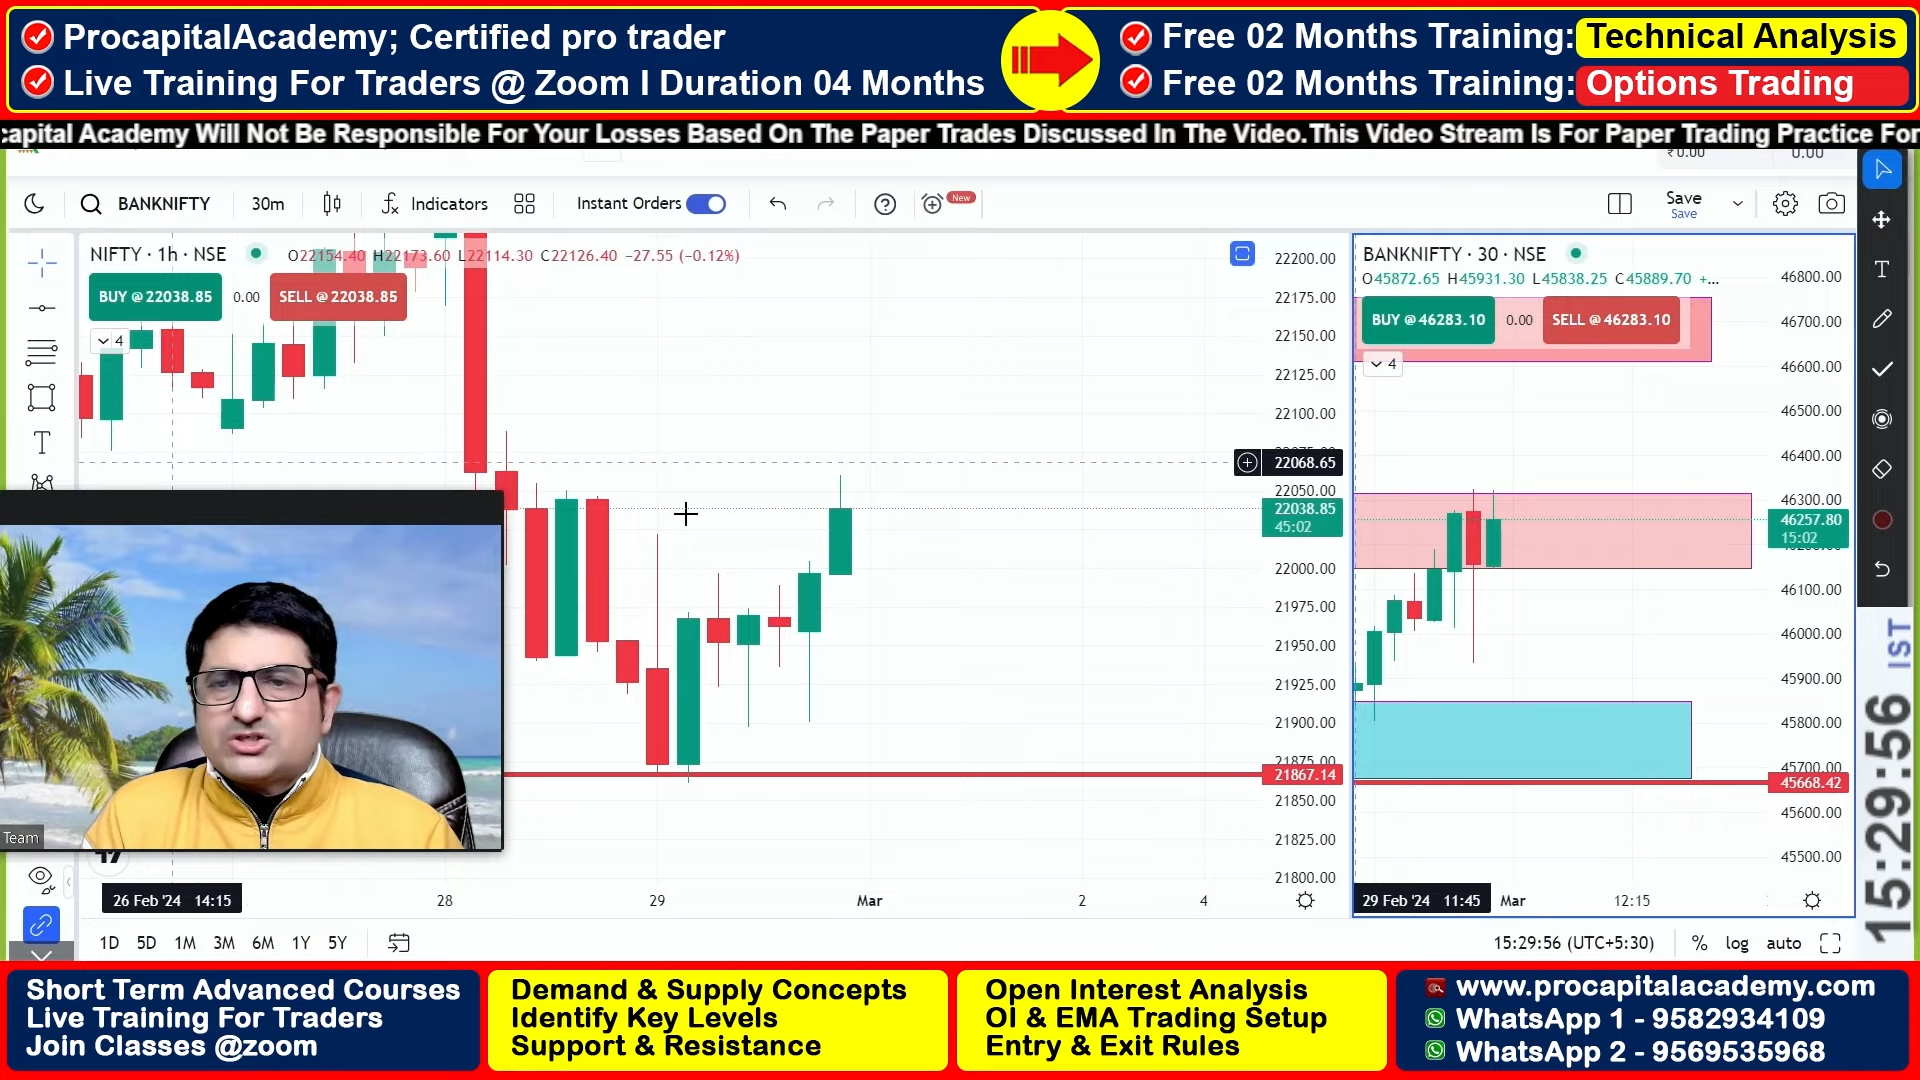 ProcapitalAcademy; Certified pro trader
Live Training For Traders @ Zoom I Duration 04 Months
Free 02 Months Training: Technical Analysis
Free 02 Months Training: Options Trading
capital Academy Will Not Be Responsible For Your Losses Based On The Paper Trades Discussed In The Video.This Video Stream Is For Paper Trading Practice For
₹0.00 0.00
BANKNIFTY 30m Indicators Instant Orders New Save
Save
NIFTY · 1h · NSE O22154.40 H22173.60 L22114.30 C22126.40 −27.55 (−0.12%)
BUY @ 22038.85 0.00 SELL @ 22038.85
4
22200.00
22175.00
22150.00
22125.00
22100.00
22068.65
22050.00
22038.85
45:02
22000.00
21975.00
21950.00
21925.00
21900.00
21875.00
21867.14
21850.00
21825.00
21800.00
26 Feb '24 14:15 28 29 Mar 2 4
BANKNIFTY · 30 · NSE
O45872.65 H45931.30 L45838.25 C45889.70 +...
BUY @ 46283.10 0.00 SELL @ 46283.10
4
46800.00
46700.00
46600.00
46500.00
46400.00
46300.00
46257.80
15:02
46100.00
46000.00
45900.00
45800.00
45700.00
45668.42
45600.00
45500.00
29 Feb '24 11:45 Mar 12:15
T
T
Team
15:29:56 IST
1D 5D 1M 3M 6M 1Y 5Y 15:29:56 (UTC+5:30) % log auto
Short Term Advanced Courses
Live Training For Traders
Join Classes @zoom
Demand & Supply Concepts
Identify Key Levels
Support & Resistance
Open Interest Analysis
OI & EMA Trading Setup
Entry & Exit Rules
www.procapitalacademy.com
WhatsApp 1 - 9582934109
WhatsApp 2 - 9569535968